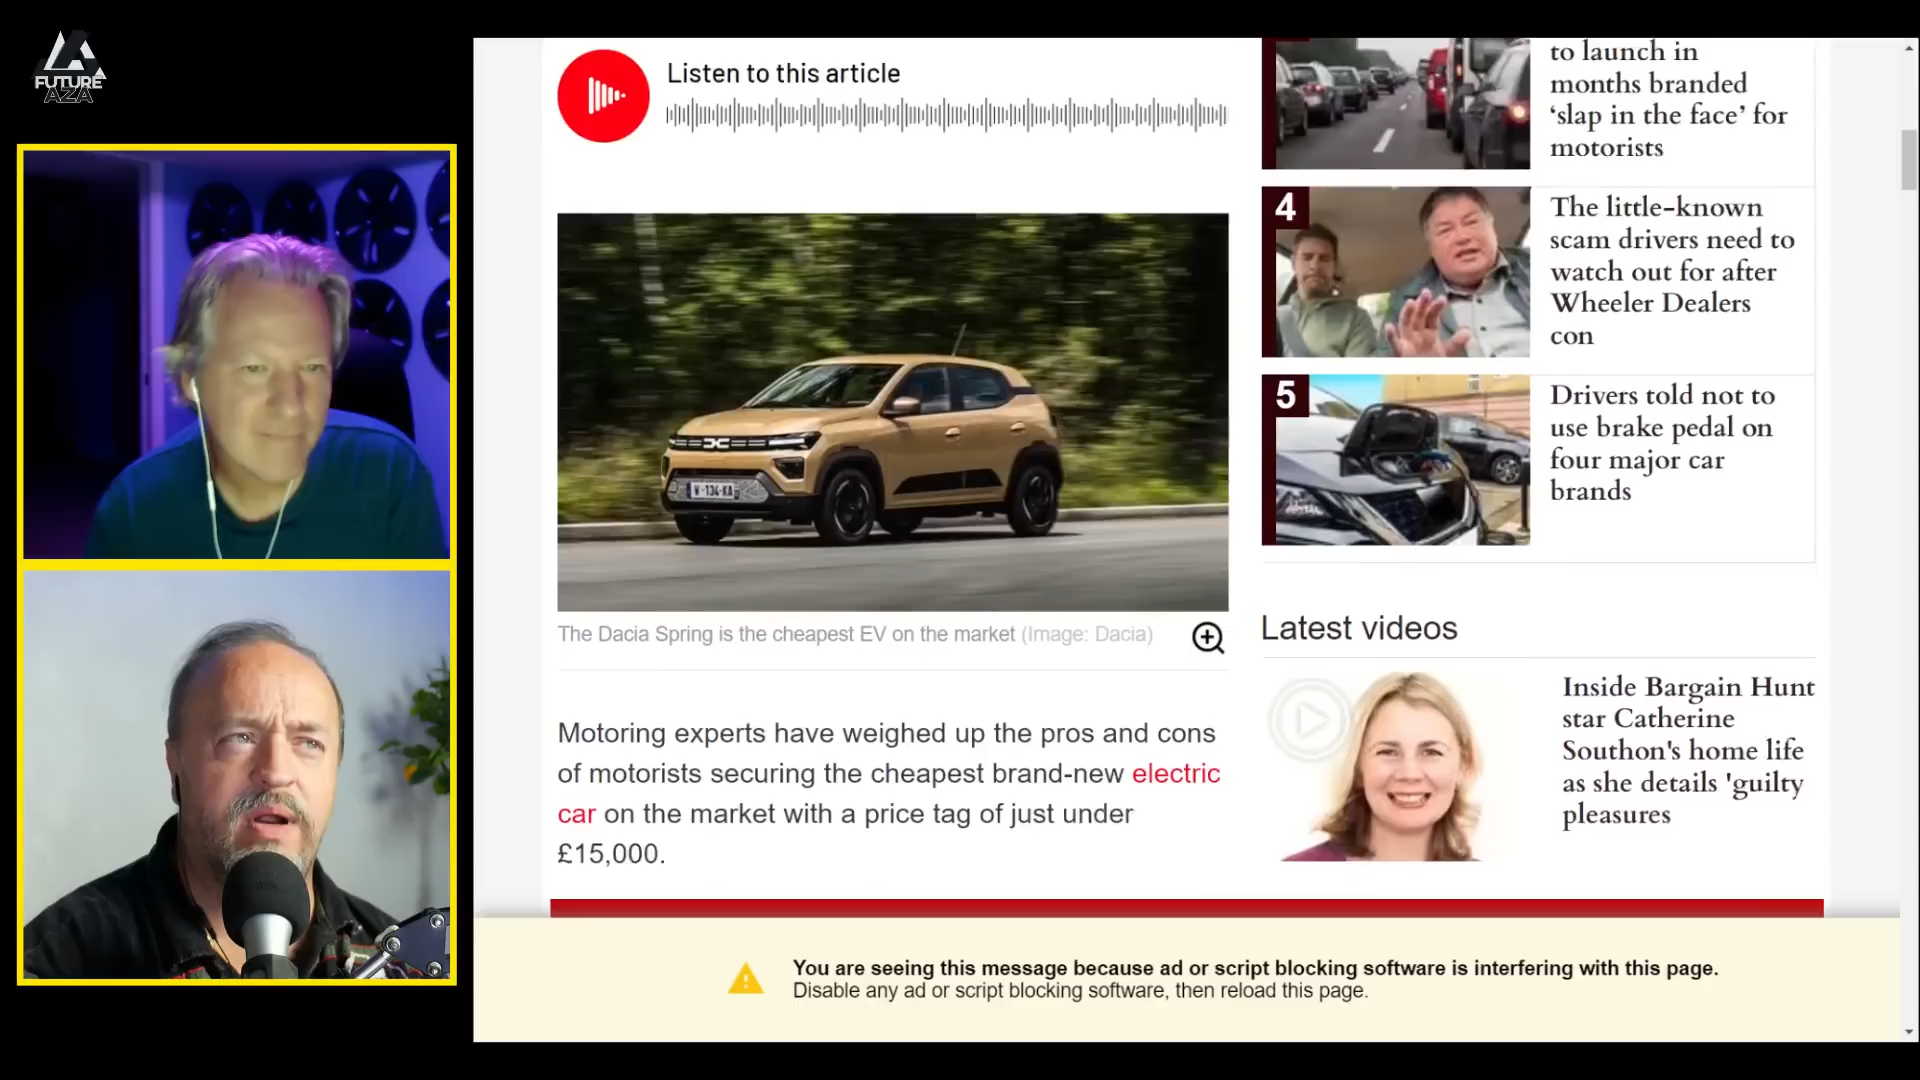 FUTURE
AZA
Listen to this article
W-134-KA
The Dacia Spring is the cheapest EV on the market (Image: Dacia)
Motoring experts have weighed up the pros and cons
of motorists securing the cheapest brand-new electric
car on the market with a price tag of just under
£15,000.
to launch in
months branded
‘slap in the face’ for
motorists
4
The little-known
scam drivers need to
watch out for after
Wheeler Dealers
con
5
Drivers told not to
use brake pedal on
four major car
brands
Latest videos
Inside Bargain Hunt
star Catherine
Southon's home life
as she details 'guilty
pleasures
You are seeing this message because ad or script blocking software is interfering with this page.
Disable any ad or script blocking software, then reload this page.